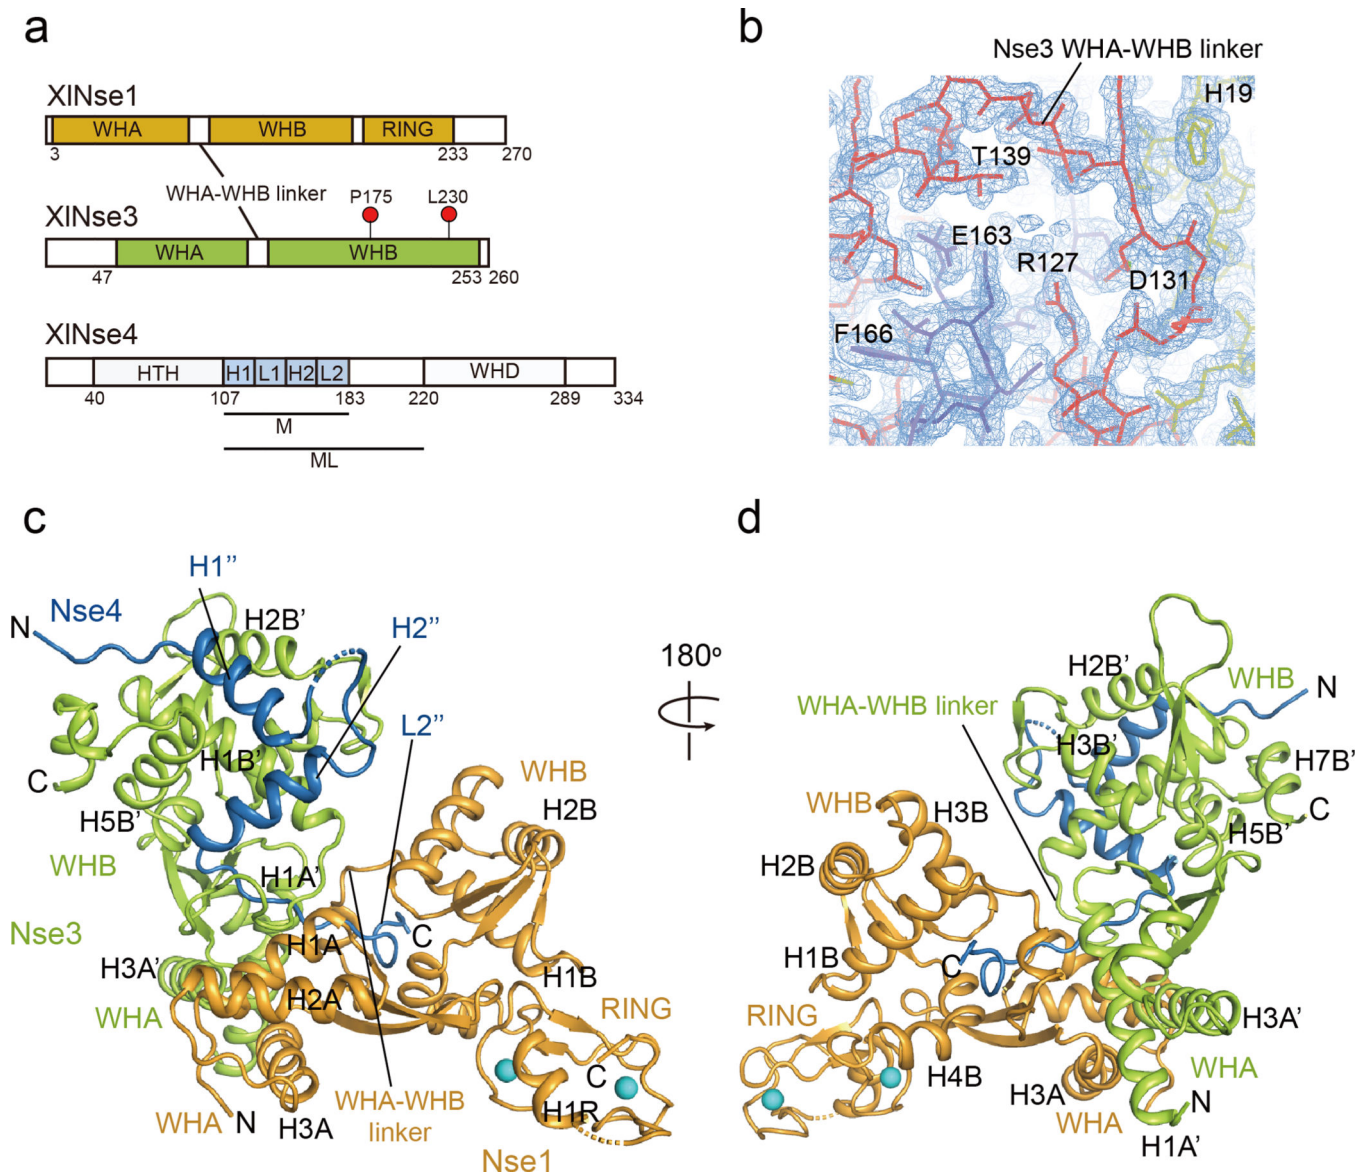 a
XlNse1
WHA WHB RING
3 233 270
WHA-WHB linker
P175 L230
XlNse3
WHA WHB
47 253 260
XlNse4
HTH H1 L1 H2 L2 WHD
40 107 183 220 289 334
M
ML
b
Nse3 WHA-WHB linker
H19
T139
E163
R127
D131
F166
c
H1’’
Nse4
N
H2B’
H2’’
L2’’
H1B’
C
H5B’
WHB
WHB
H2B
H1A’
Nse3
H1A
C
H3A’
H2A
H1B
WHA
RING
C
WHA
N
H3A
WHA-WHB
linker
H1R
Nse1
180o
d
H2B’
WHB
N
WHA-WHB linker
H3B’
H7B’
WHB
H3B
C
H5B’
H2B
H1B
C
RING
H3A’
H4B
H3A
WHA
WHA
N
H1A’